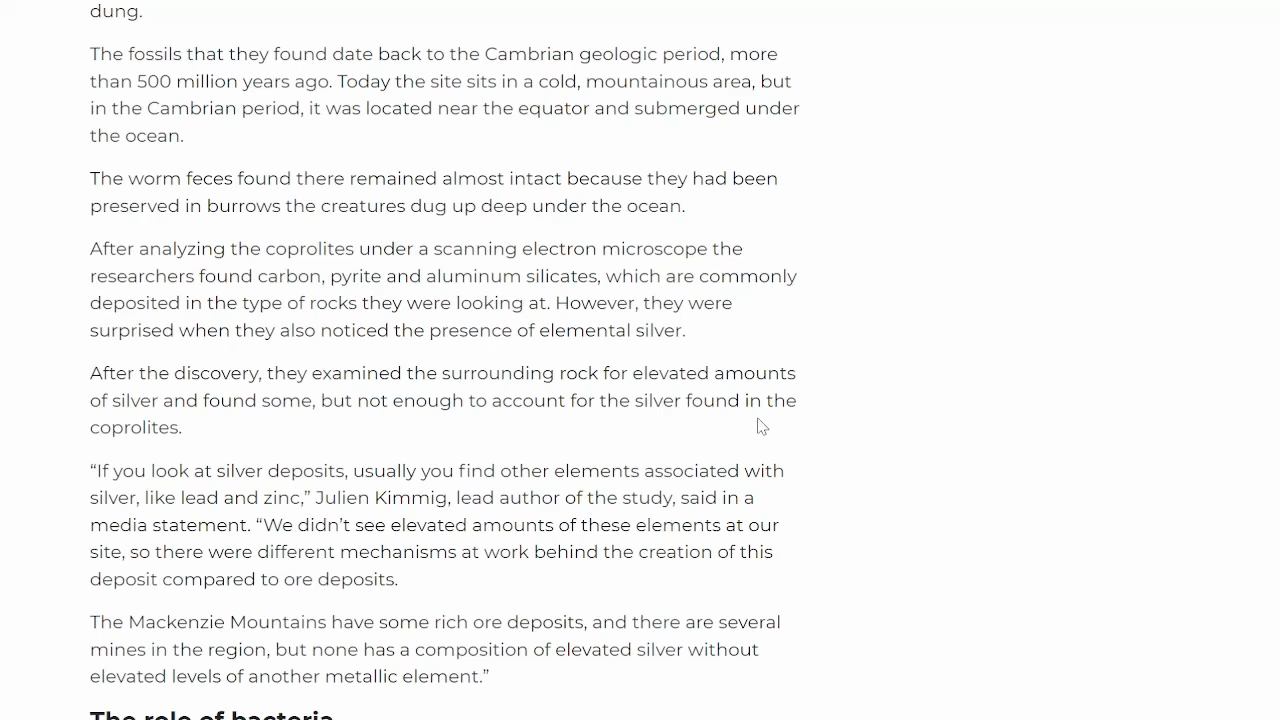 dung.
The fossils that they found date back to the Cambrian geologic period, more
than 500 million years ago. Today the site sits in a cold, mountainous area, but
in the Cambrian period, it was located near the equator and submerged under
the ocean.
The worm feces found there remained almost intact because they had been
preserved in burrows the creatures dug up deep under the ocean.
After analyzing the coprolites under a scanning electron microscope the
researchers found carbon, pyrite and aluminum silicates, which are commonly
deposited in the type of rocks they were looking at. However, they were
surprised when they also noticed the presence of elemental silver.
After the discovery, they examined the surrounding rock for elevated amounts
of silver and found some, but not enough to account for the silver found in the
coprolites.
“If you look at silver deposits, usually you find other elements associated with
silver, like lead and zinc,” Julien Kimmig, lead author of the study, said in a
media statement. “We didn’t see elevated amounts of these elements at our
site, so there were different mechanisms at work behind the creation of this
deposit compared to ore deposits.
The Mackenzie Mountains have some rich ore deposits, and there are several
mines in the region, but none has a composition of elevated silver without
elevated levels of another metallic element.”
The role of bacteria